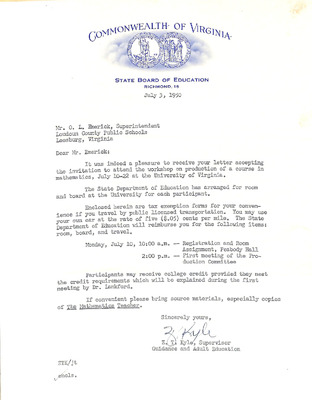 COMMONWEALTH OF VIRGINIA
STATE BOARD OF EDUCATION
RICHMOND, 16
July 3, 1950
Mr. O. L. Emerick, Superintendent
Loudoun County Public Schools
Leesburg, Virginia
Dear Mr. Emerick:
It was indeed a pleasure to receive your letter accepting
the invitation to attend the workshop on production of a course in
mathematics, July 10-22 at the University of Virginia.
The State Department of Education has arranged for room
and board at the University for each participant.
Enclosed herein are tax exemption forms for your conven-
ience if you travel by public licensed transportation. You may use
your own car at the rate of five ($.05) cents per mile. The State
Department of Education will reimburse you for the following items:
room, board, and travel.
Monday, July 10, 10:00 a.m. -- Registration and Room
Assignment, Peabody Hall
2:00 p.m. -- First meeting of the Pro-
duction Committee
Participants may receive college credit provided they meet
the credit requirements which will be explained during the first
meeting by Dr. Lankford.
If convenient please bring source materials, especially copies
of The Mathematics Teacher.
Sincerely yours,
Z. T. Kyle, Supervisor
Guidance and Adult Education
ZTK/jt